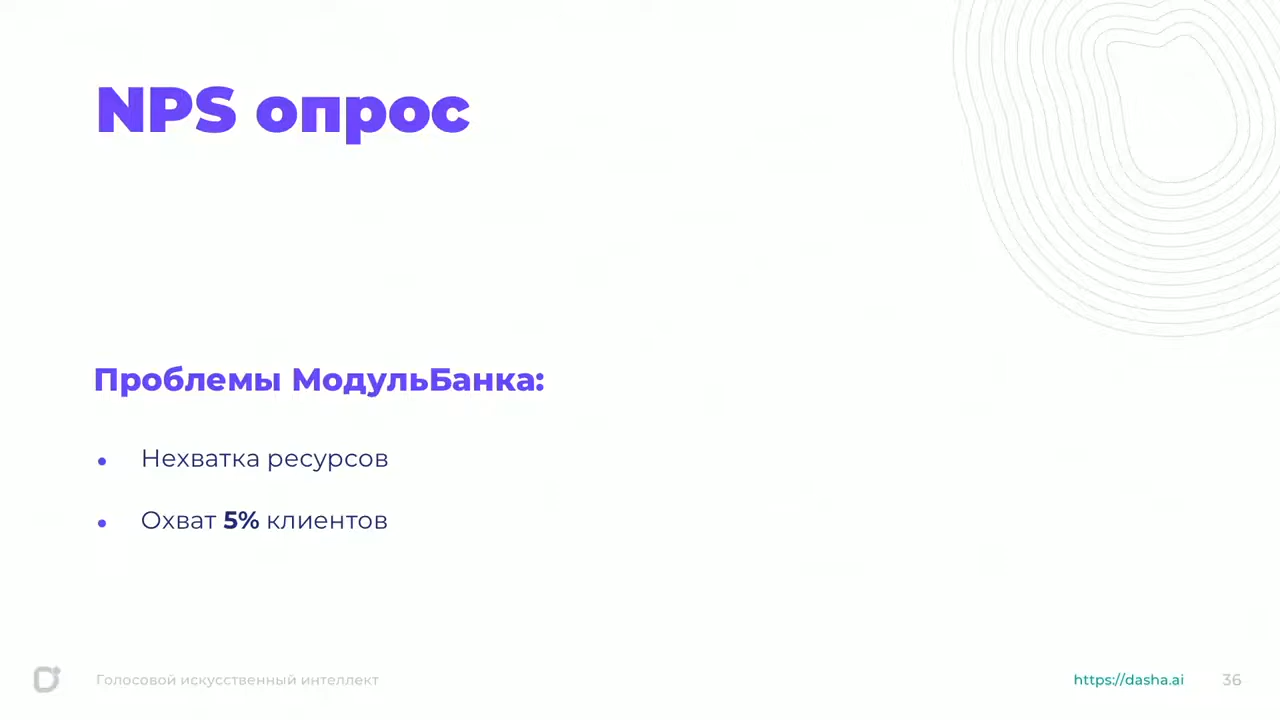 NPS опрос
Проблемы МодульБанка:
• Нехватка ресурсов
• Охват 5% клиентов
Голосовой искусственный интеллект
https://dasha.ai
36